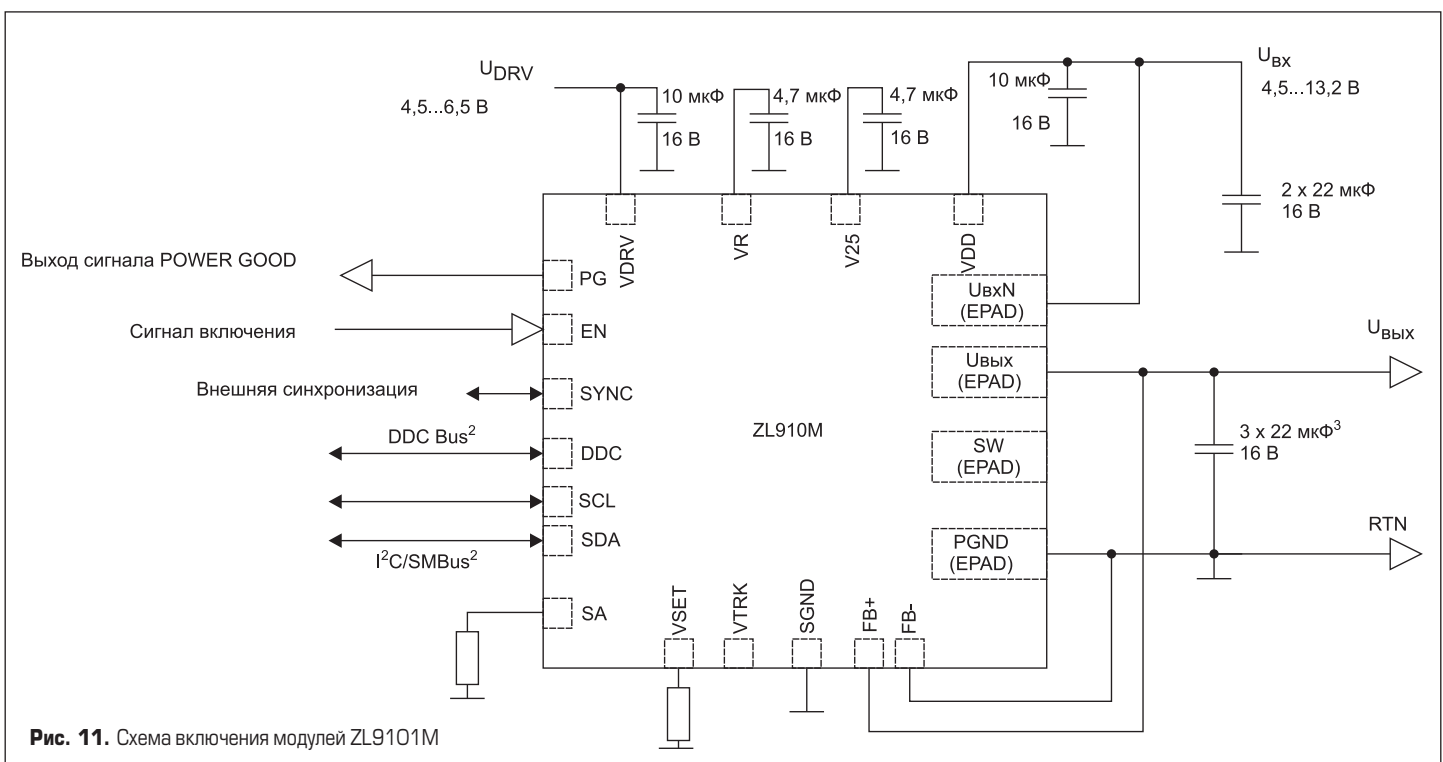 U_DRV
4,5...6,5 В
10 мкФ
16 В
4,7 мкФ
16 В
4,7 мкФ
16 В
10 мкФ
16 В
U_ВХ
4,5...13,2 В
2 x 22 мкФ
16 В
VDRV
VR
V25
VDD
Выход сигнала POWER GOOD
PG
Сигнал включения
EN
Внешняя синхронизация
SYNC
DDC Bus²
DDC
SCL
SDA
I²C/SMBus²
SA
UвхN
(EPAD)
Uвых
(EPAD)
SW
(EPAD)
PGND
(EPAD)
ZL910M
U_ВЫХ
3 x 22 мкФ³
16 В
RTN
VSET
VTRK
SGND
FB+
FB-
Рис. 11. Схема включения модулей ZL9101M